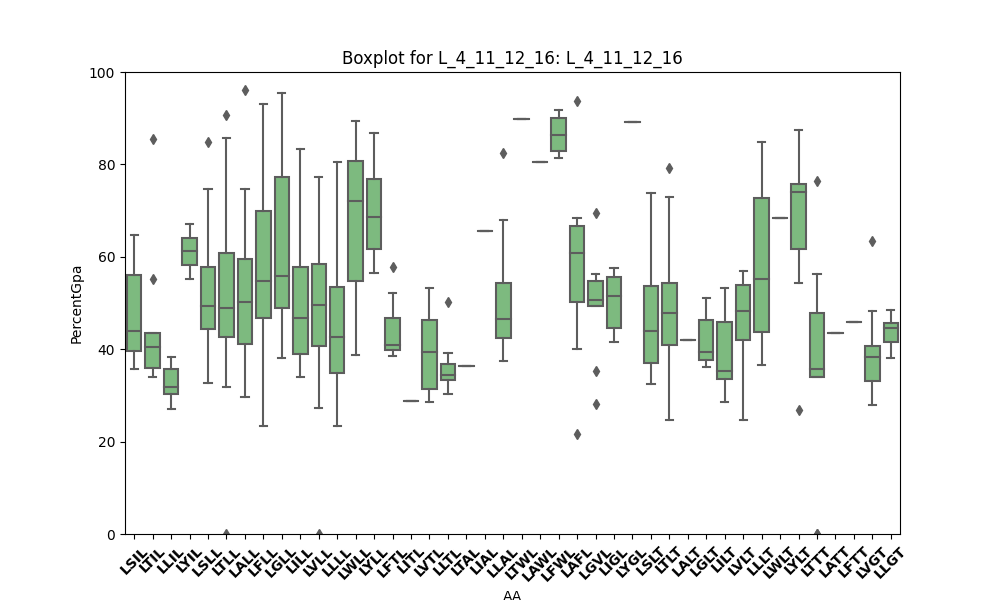 Boxplot for L_4_11_12_16: L_4_11_12_16
PercentGpa
100
80
60
40
20
0
LSIL LTIL LLIL LYIL LSLL LTLL LALL LFLL LGLL LILL LVLL LLLL LWLL LYLL LFTL LITL LVTL LLTL LTAL LIAL LLAL LTWL LAWL LFWL LAFL LGVL LIGL LYGL LSLT LTLT LALT LGLT LILT LVLT LLLT LWLT LYLT LTTT LATT LFTT LVGT LLGT
AA